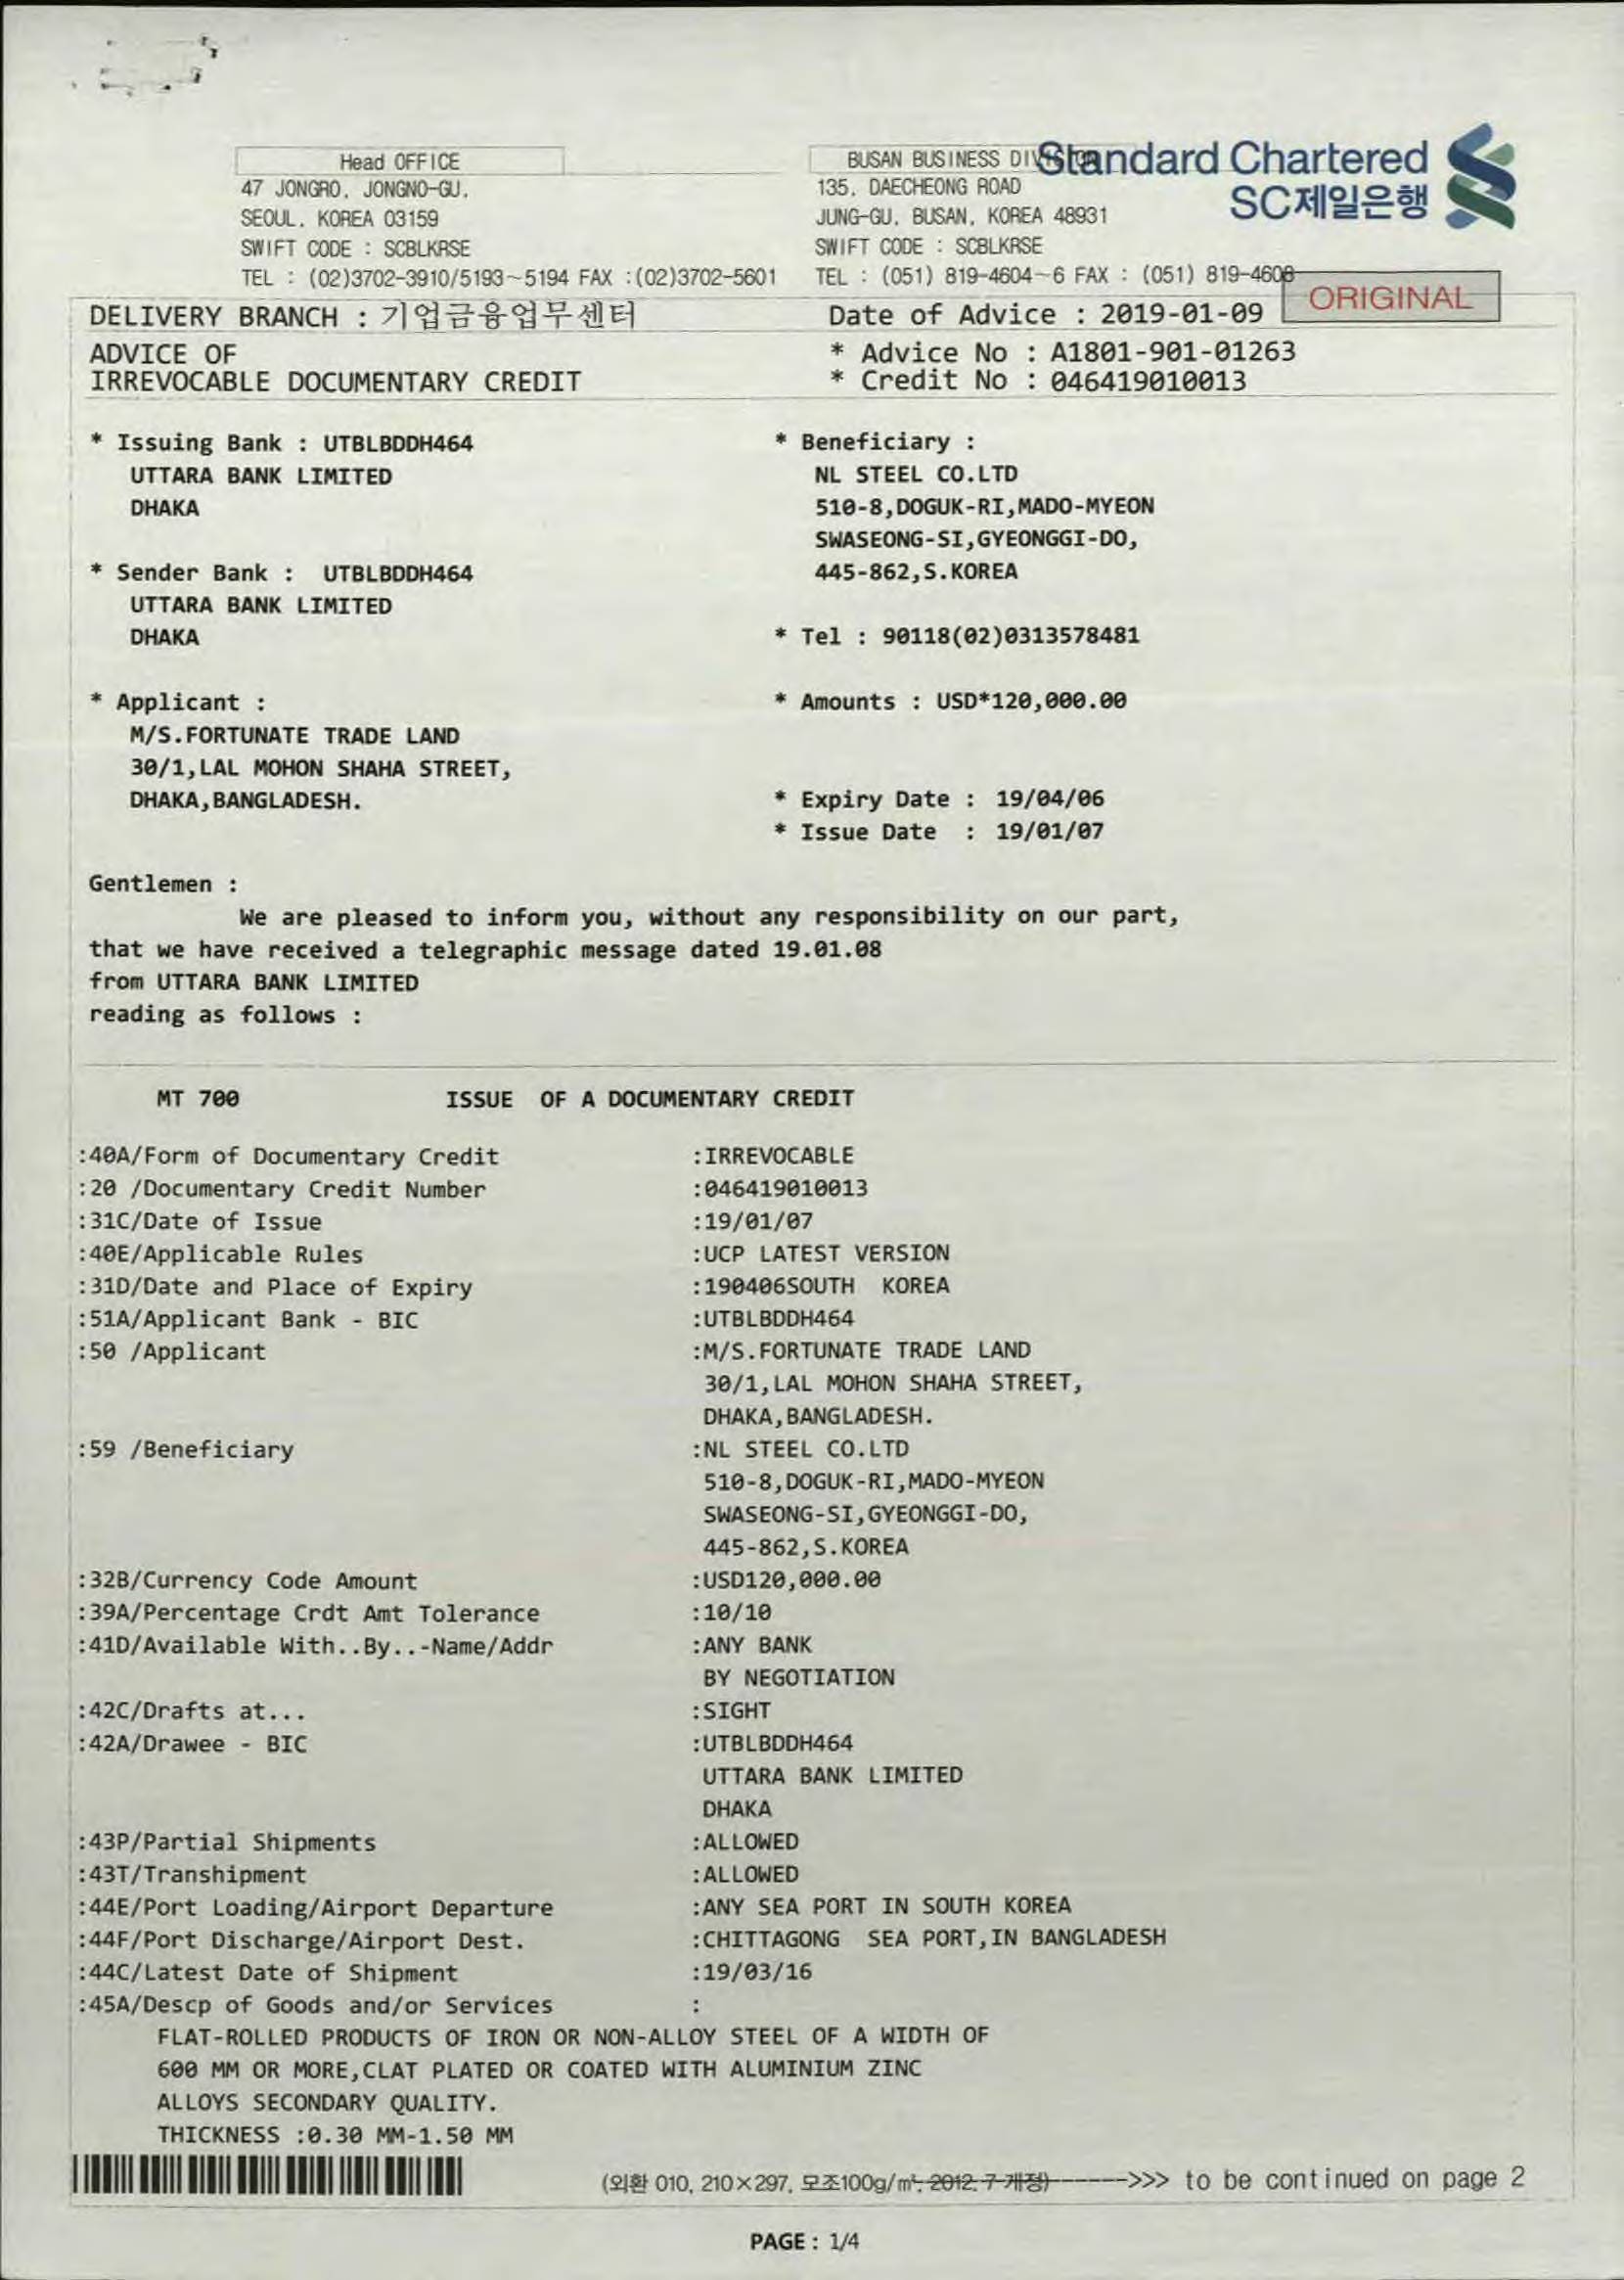 Head OFFICE
47 JONGRO, JONGNO-GU,
SEOUL, KOREA 03159
SWIFT CODE : SCBLKRSE
TEL : (02)3702-3910/5193~5194 FAX :(02)3702-5601
BUSAN BUSINESS DIVISION
135, DAECHEONG ROAD
JUNG-GU, BUSAN, KOREA 48931
SWIFT CODE : SCBLKRSE
TEL : (051) 819-4604~6 FAX : (051) 819-4608
Standard Chartered
SC제일은행
ORIGINAL
DELIVERY BRANCH : 기업금융업무센터
Date of Advice : 2019-01-09
ADVICE OF
IRREVOCABLE DOCUMENTARY CREDIT
* Advice No : A1801-901-01263
* Credit No : 046419010013
* Issuing Bank : UTBLBDDH464
UTTARA BANK LIMITED
DHAKA
* Sender Bank : UTBLBDDH464
UTTARA BANK LIMITED
DHAKA
* Applicant :
M/S.FORTUNATE TRADE LAND
30/1,LAL MOHON SHAHA STREET,
DHAKA,BANGLADESH.
* Beneficiary :
NL STEEL CO.LTD
510-8,DOGUK-RI,MADO-MYEON
SWASEONG-SI,GYEONGGI-DO,
445-862,S.KOREA
* Tel : 90118(02)0313578481
* Amounts : USD*120,000.00
* Expiry Date : 19/04/06
* Issue Date : 19/01/07
Gentlemen :
We are pleased to inform you, without any responsibility on our part,
that we have received a telegraphic message dated 19.01.08
from UTTARA BANK LIMITED
reading as follows :
MT 700 ISSUE OF A DOCUMENTARY CREDIT
:40A/Form of Documentary Credit :IRREVOCABLE
:20 /Documentary Credit Number :046419010013
:31C/Date of Issue :19/01/07
:40E/Applicable Rules :UCP LATEST VERSION
:31D/Date and Place of Expiry :190406SOUTH KOREA
:51A/Applicant Bank - BIC :UTBLBDDH464
:50 /Applicant :M/S.FORTUNATE TRADE LAND
30/1,LAL MOHON SHAHA STREET,
DHAKA,BANGLADESH.
:59 /Beneficiary :NL STEEL CO.LTD
510-8,DOGUK-RI,MADO-MYEON
SWASEONG-SI,GYEONGGI-DO,
445-862,S.KOREA
:32B/Currency Code Amount :USD120,000.00
:39A/Percentage Crdt Amt Tolerance :10/10
:41D/Available With..By..-Name/Addr :ANY BANK
BY NEGOTIATION
:42C/Drafts at... :SIGHT
:42A/Drawee - BIC :UTBLBDDH464
UTTARA BANK LIMITED
DHAKA
:43P/Partial Shipments :ALLOWED
:43T/Transhipment :ALLOWED
:44E/Port Loading/Airport Departure :ANY SEA PORT IN SOUTH KOREA
:44F/Port Discharge/Airport Dest. :CHITTAGONG SEA PORT,IN BANGLADESH
:44C/Latest Date of Shipment :19/03/16
:45A/Descp of Goods and/or Services :
FLAT-ROLLED PRODUCTS OF IRON OR NON-ALLOY STEEL OF A WIDTH OF
600 MM OR MORE,CLAT PLATED OR COATED WITH ALUMINIUM ZINC
ALLOYS SECONDARY QUALITY.
THICKNESS :0.30 MM-1.50 MM
(외환 010, 210×297, 모조100g/m², 2012. 7 개정) ------>>> to be continued on page 2
PAGE : 1/4